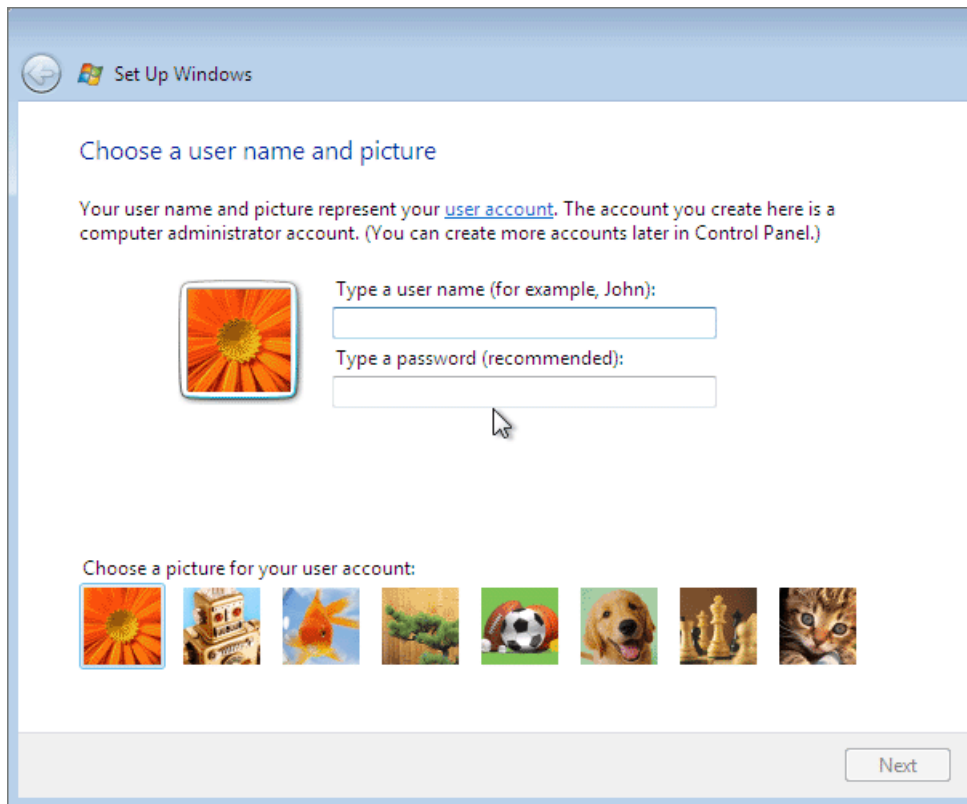 Set Up Windows
Choose a user name and picture
Your user name and picture represent your user account. The account you create here is a
computer administrator account. (You can create more accounts later in Control Panel.)
Type a user name (for example, John):
Type a password (recommended):
Choose a picture for your user account:
Next